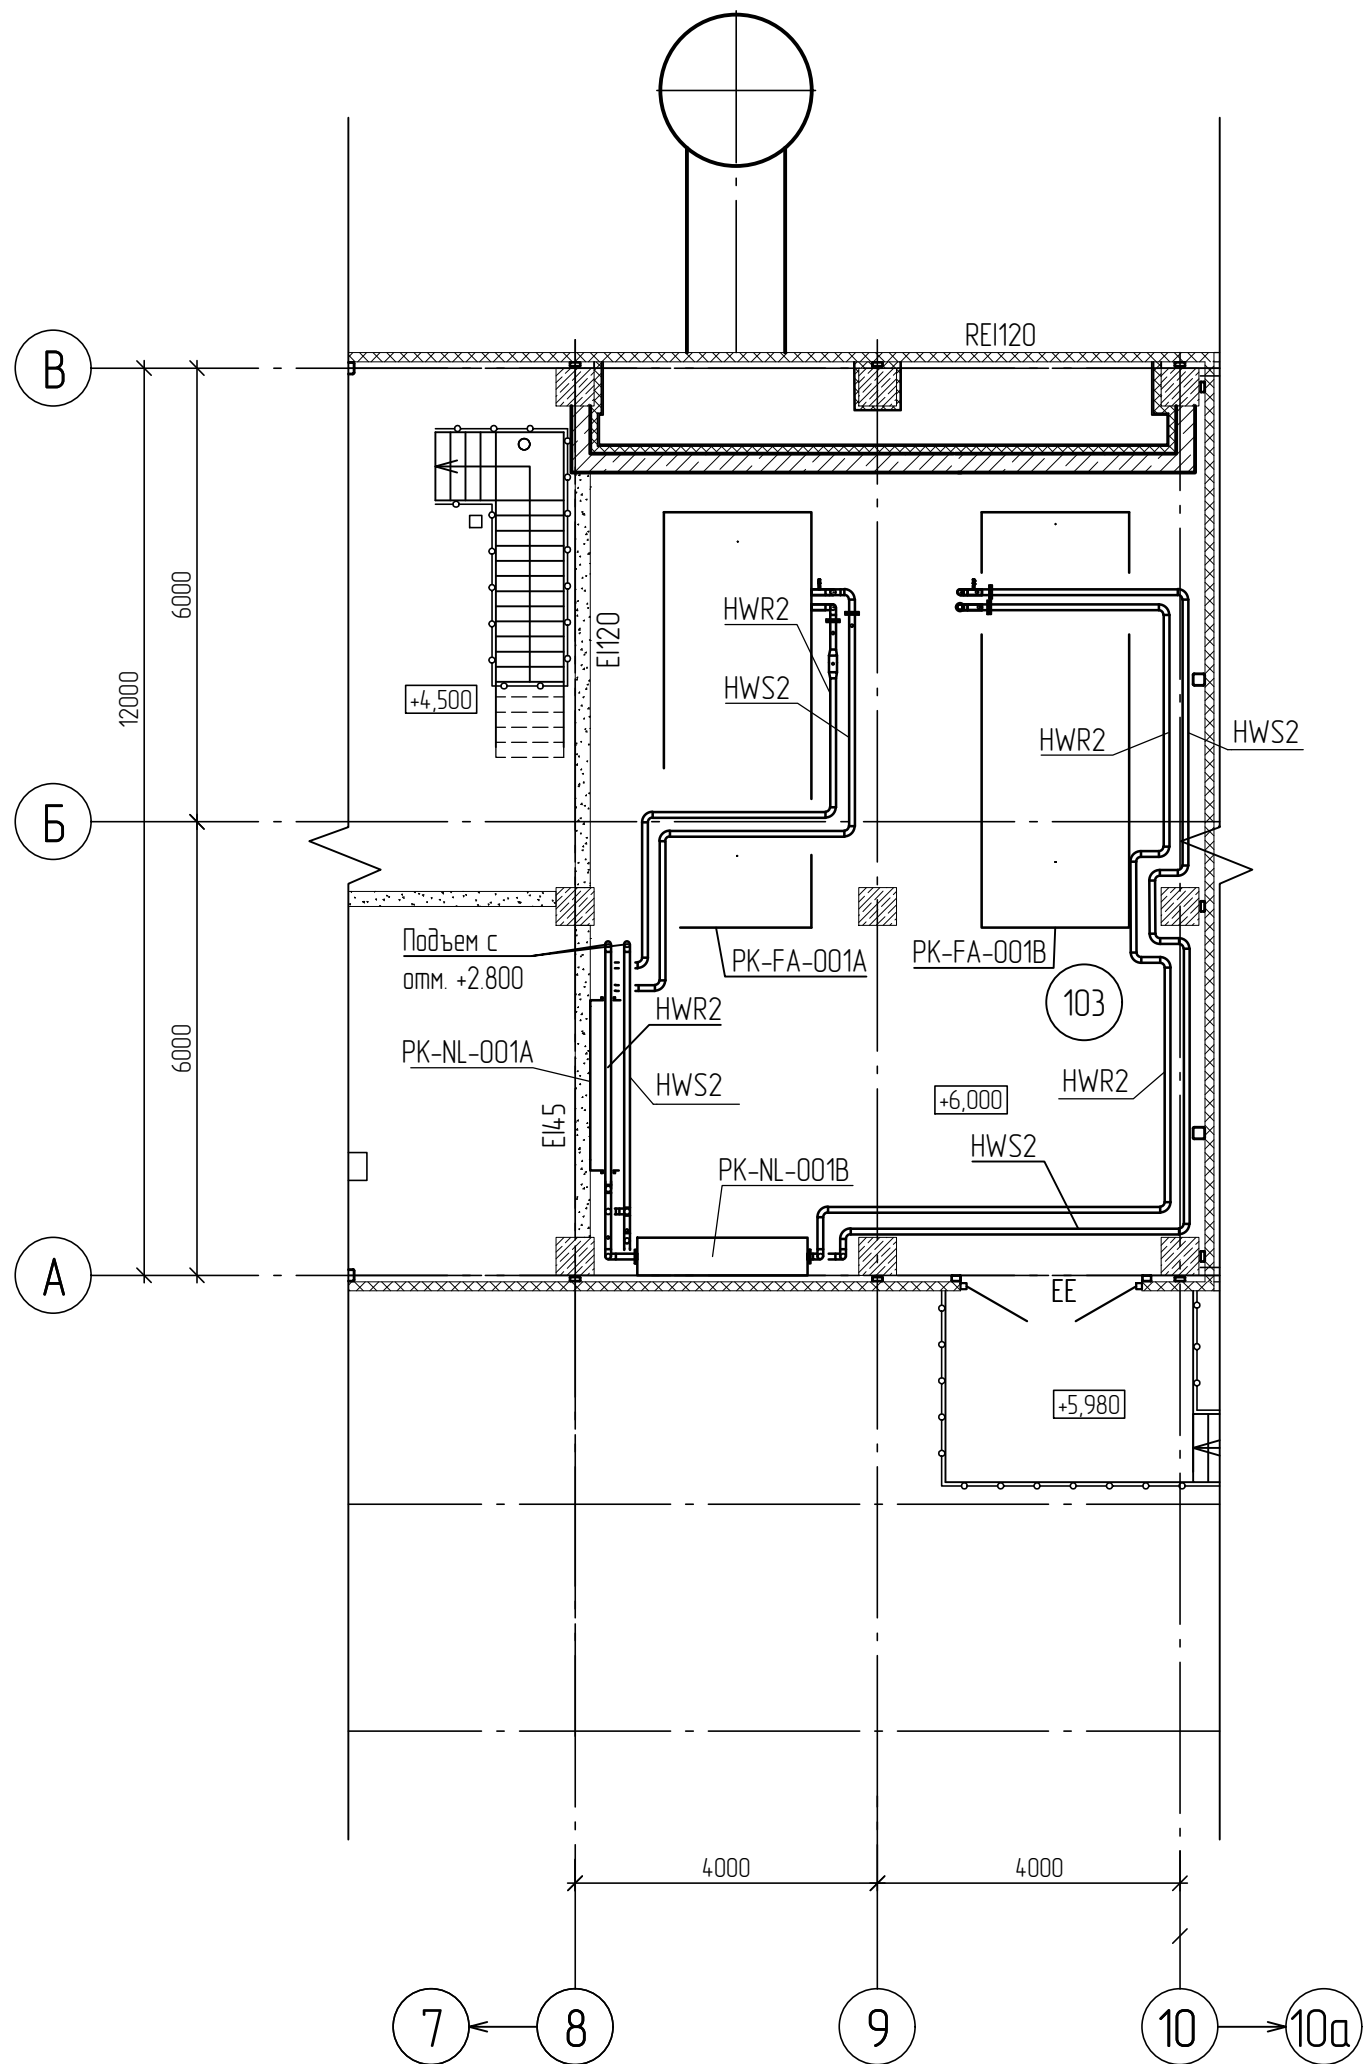 REI120
В
6000
12000
EI120
HWR2
HWS2
+4,500
HWR2
HWS2
Б
Подъем с
отм. +2.800
PK-FA-001A
PK-FA-001B
103
HWR2
PK-NL-001A
HWS2
6000
HWR2
+6,000
EI45
HWS2
PK-NL-001B
А
EE
+5,980
4000
4000
7
8
9
10
10а